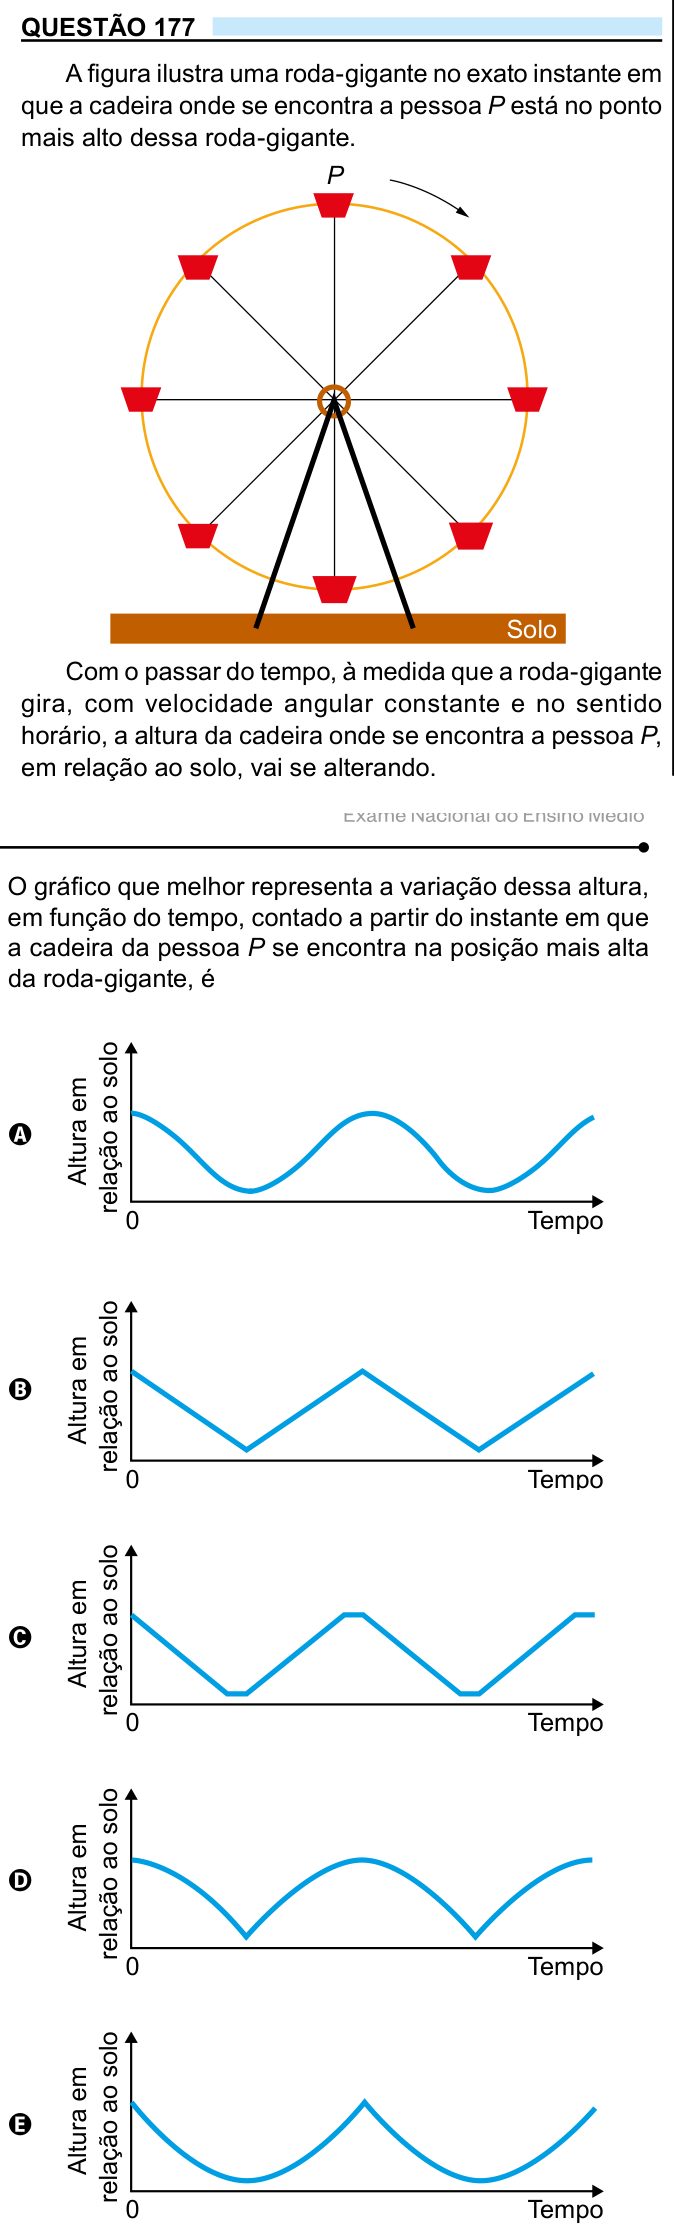 QUESTÃO 177
A figura ilustra uma roda-gigante no exato instante em
que a cadeira onde se encontra a pessoa P está no ponto
mais alto dessa roda-gigante.
P
Solo
Com o passar do tempo, à medida que a roda-gigante
gira, com velocidade angular constante e no sentido
horário, a altura da cadeira onde se encontra a pessoa P,
em relação ao solo, vai se alterando.
Exame Nacional do Ensino Médio
O gráfico que melhor representa a variação dessa altura,
em função do tempo, contado a partir do instante em que
a cadeira da pessoa P se encontra na posição mais alta
da roda-gigante, é
A
Altura em
relação ao solo
0
Tempo
B
Altura em
relação ao solo
0
Tempo
C
Altura em
relação ao solo
0
Tempo
D
Altura em
relação ao solo
0
Tempo
E
Altura em
relação ao solo
0
Tempo